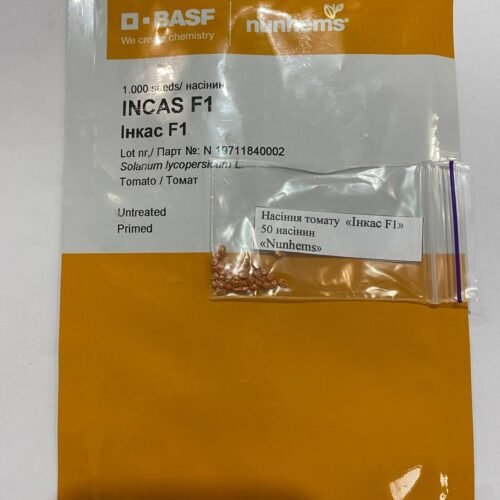 BASF
We create chemistry
nunhems®
1.000 seeds/ насінин
INCAS F1
Інкас F1
Lot nr./ Парт №: N 19711840002
Solanum lycopersicum L.
Tomato / Томат
Untreated
Primed
Насіння томату «Інкас F1»
50 насінин
«Nunhems»